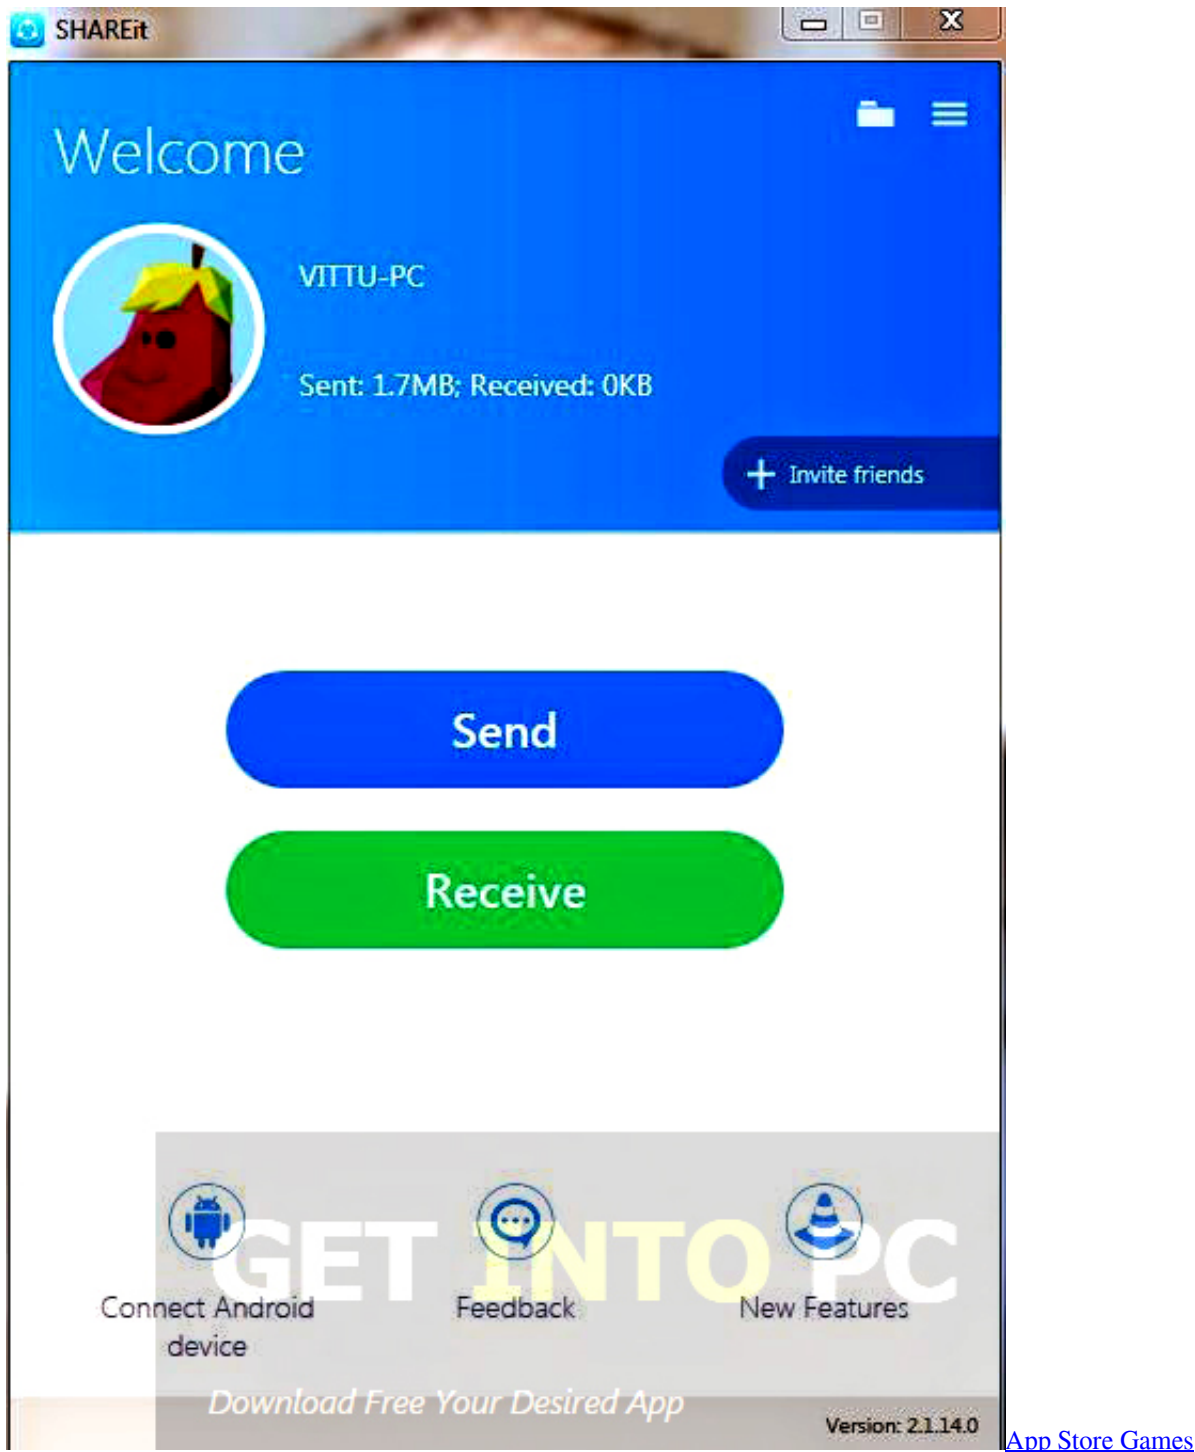 SHAREit
Welcome
VITTU-PC
Sent: 1.7MB; Received: 0KB
Invite friends
Send
Receive
GET INTO PC
Connect Android
device
Feedback
New Features
Download Free Your Desired App
Version: 2.1.14.0
App Store Games